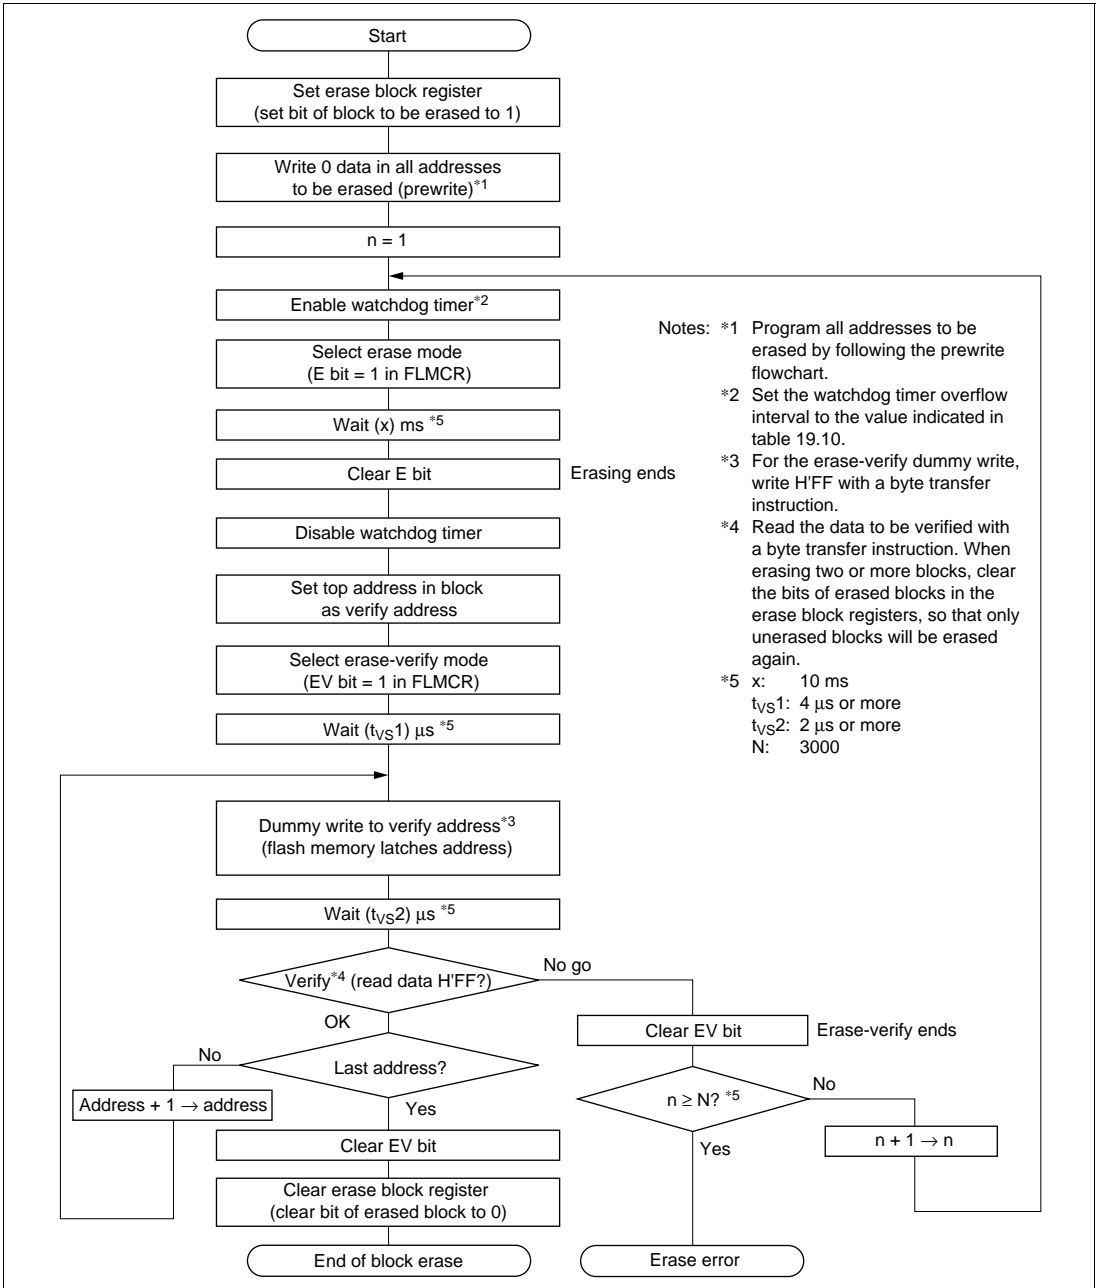 Start
Set erase block register
(set bit of block to be erased to 1)
Write 0 data in all addresses
to be erased (prewrite)*1
n = 1
Enable watchdog timer*2
Select erase mode
(E bit = 1 in FLMCR)
Wait (x) ms *5
Clear E bit
Erasing ends
Disable watchdog timer
Set top address in block
as verify address
Select erase-verify mode
(EV bit = 1 in FLMCR)
Wait (tVS1) μs *5
Dummy write to verify address*3
(flash memory latches address)
Wait (tVS2) μs *5
Verify*4 (read data H'FF?)
No go
OK
Last address?
No
Address + 1 → address
Yes
Clear EV bit
Clear erase block register
(clear bit of erased block to 0)
End of block erase
Clear EV bit
Erase-verify ends
n ≥ N? *5
No
n + 1 → n
Yes
Erase error
Notes: *1 Program all addresses to be
erased by following the prewrite
flowchart.
*2 Set the watchdog timer overflow
interval to the value indicated in
table 19.10.
*3 For the erase-verify dummy write,
write H'FF with a byte transfer
instruction.
*4 Read the data to be verified with
a byte transfer instruction. When
erasing two or more blocks, clear
the bits of erased blocks in the
erase block registers, so that only
unerased blocks will be erased
again.
*5 x: 10 ms
tVS1: 4 μs or more
tVS2: 2 μs or more
N: 3000